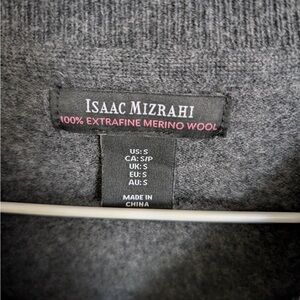 ISAAC MIZRAHI
100% EXTRAFINE MERINO WOOL
US: S
CA: S/P
UK: S
EU: S
AU: S
MADE IN
CHINA